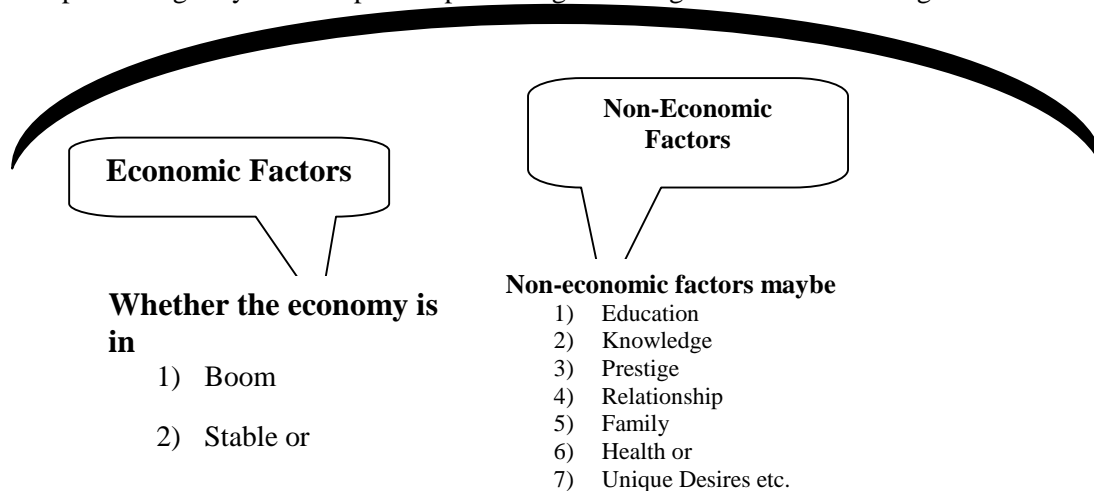 Economic Factors
Whether the economy is
in
1) Boom
2) Stable or
Non-Economic
Factors
Non-economic factors maybe
1) Education
2) Knowledge
3) Prestige
4) Relationship
5) Family
6) Health or
7) Unique Desires etc.